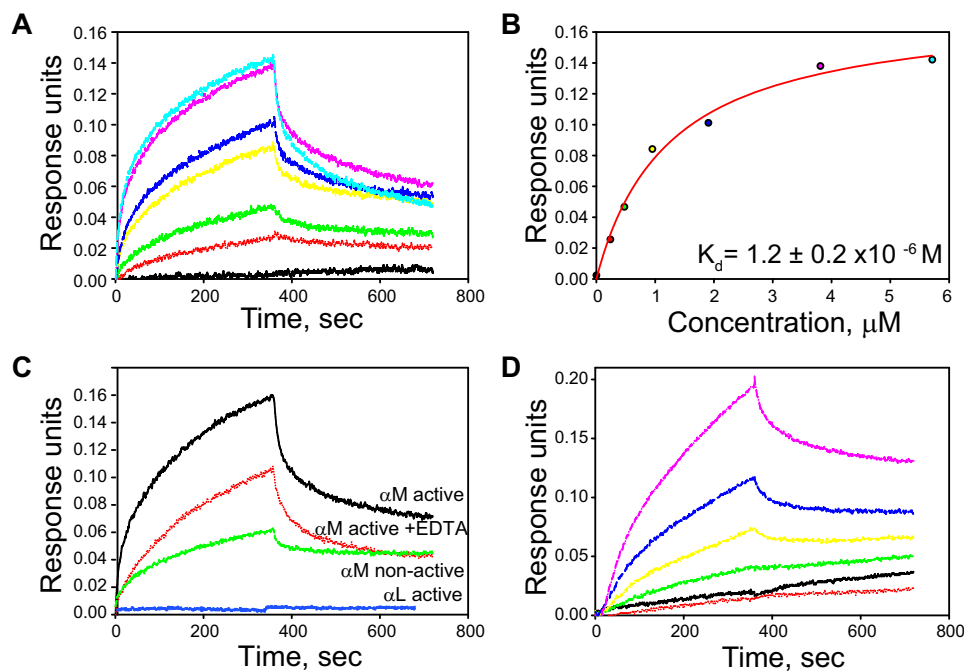 A
Response units
0.16
0.14
0.12
0.10
0.08
0.06
0.04
0.02
0.00
0 200 400 600 800
Time, sec
B
Response units
0.16
0.14
0.12
0.10
0.08
0.06
0.04
0.02
0.00
Kd= 1.2 ± 0.2 x10 -6 M
0 1 2 3 4 5 6
Concentration, μM
C
Response units
0.16
0.14
0.12
0.10
0.08
0.06
0.04
0.02
0.00
αM active
αM active +EDTA
αM non-active
αL active
0 200 400 600 800
Time, sec
D
Response units
0.20
0.15
0.10
0.05
0.00
0 200 400 600 800
Time, sec